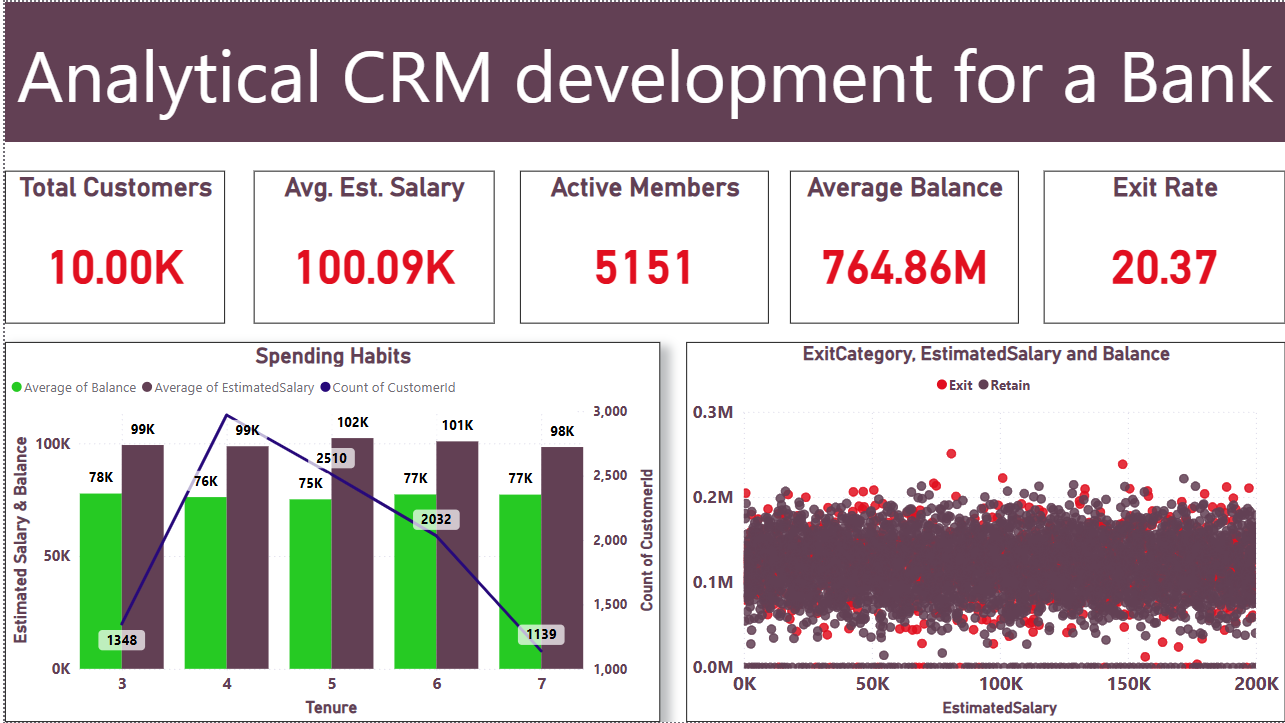 Analytical CRM development for a Bank
Total Customers
10.00K
Avg. Est. Salary
100.09K
Active Members
5151
Average Balance
764.86M
Exit Rate
20.37
Spending Habits
Average of Balance Average of EstimatedSalary Count of CustomerId
Estimated Salary & Balance
100K
50K
0K
78K
99K
76K
99K
75K
102K
77K
101K
77K
98K
1348
2510
2032
1139
3,000
2,500
2,000
1,500
1,000
Count of CustomerId
3 4 5 6 7
Tenure
ExitCategory, EstimatedSalary and Balance
Exit Retain
0.3M
0.2M
0.1M
0.0M
0K 50K 100K 150K 200K
EstimatedSalary